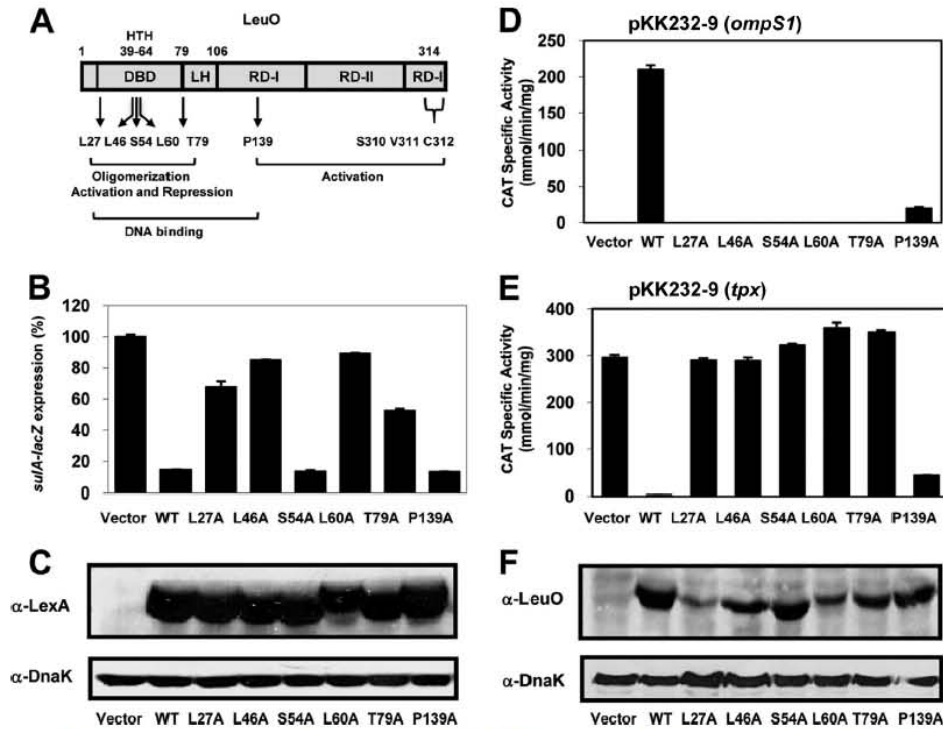 A
LeuO
HTH
1 39-64 79 106 314
DBD LH RD-I RD-II RD-I
L27 L46 S54 L60 T79 P139 S310 V311 C312
Oligomerization
Activation and Repression
Activation
DNA binding
B
sulA-lacZ expression (%)
120
100
80
60
40
20
0
Vector WT L27A L46A S54A L60A T79A P139A
C
α-LexA
α-DnaK
Vector WT L27A L46A S54A L60A T79A P139A
D
pKK232-9 (ompS1)
CAT Specific Activity
(mmol/min/mg)
250
200
150
100
50
0
Vector WT L27A L46A S54A L60A T79A P139A
E
pKK232-9 (tpx)
CAT Specific Activity
(mmol/min/mg)
400
300
200
100
0
Vector WT L27A L46A S54A L60A T79A P139A
F
α-LeuO
α-DnaK
Vector WT L27A L46A S54A L60A T79A P139A